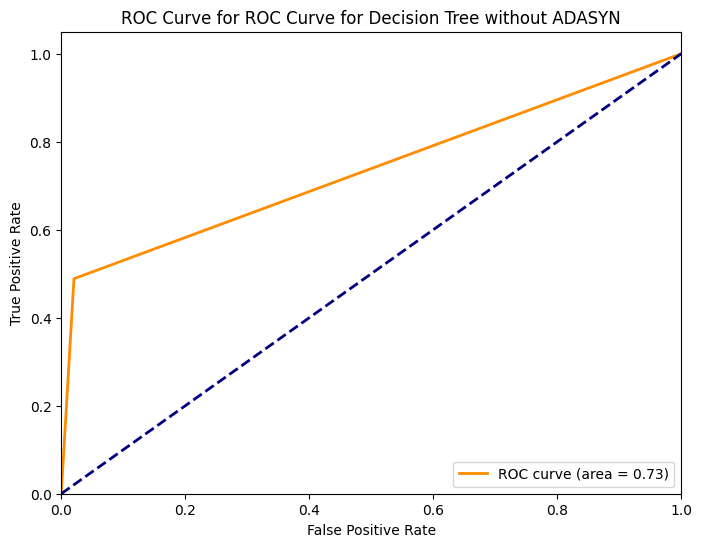 ROC Curve for ROC Curve for Decision Tree without ADASYN
1.0
0.8
0.6
0.4
0.2
0.0
True Positive Rate
ROC curve (area = 0.73)
0.0 0.2 0.4 0.6 0.8 1.0
False Positive Rate